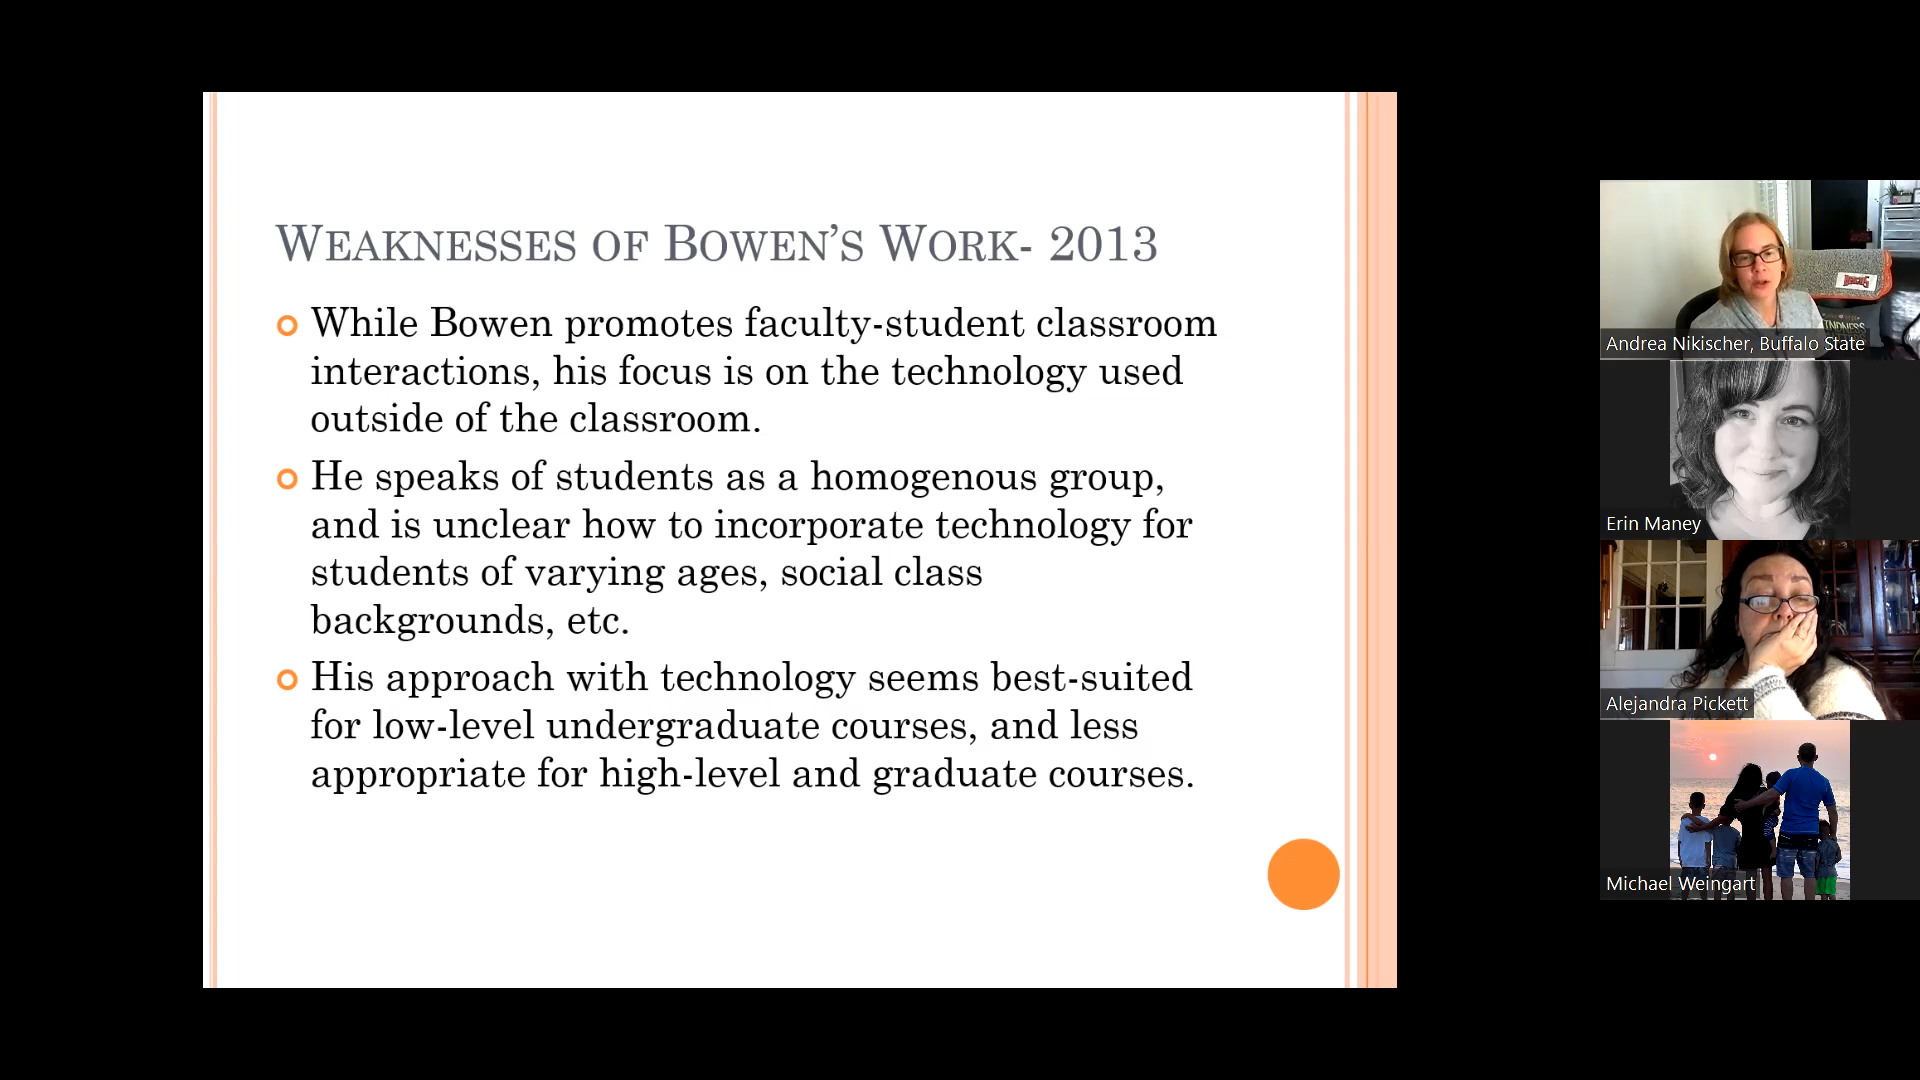 WEAKNESSES OF BOWEN'S WORK- 2013
While Bowen promotes faculty-student classroom
interactions, his focus is on the technology used
outside of the classroom.
He speaks of students as a homogenous group,
and is unclear how to incorporate technology for
students of varying ages, social class
backgrounds, etc.
His approach with technology seems best-suited
for low-level undergraduate courses, and less
appropriate for high-level and graduate courses.
Andrea Nikischer, Buffalo State
Erin Maney
Alejandra Pickett
Michael Weingart